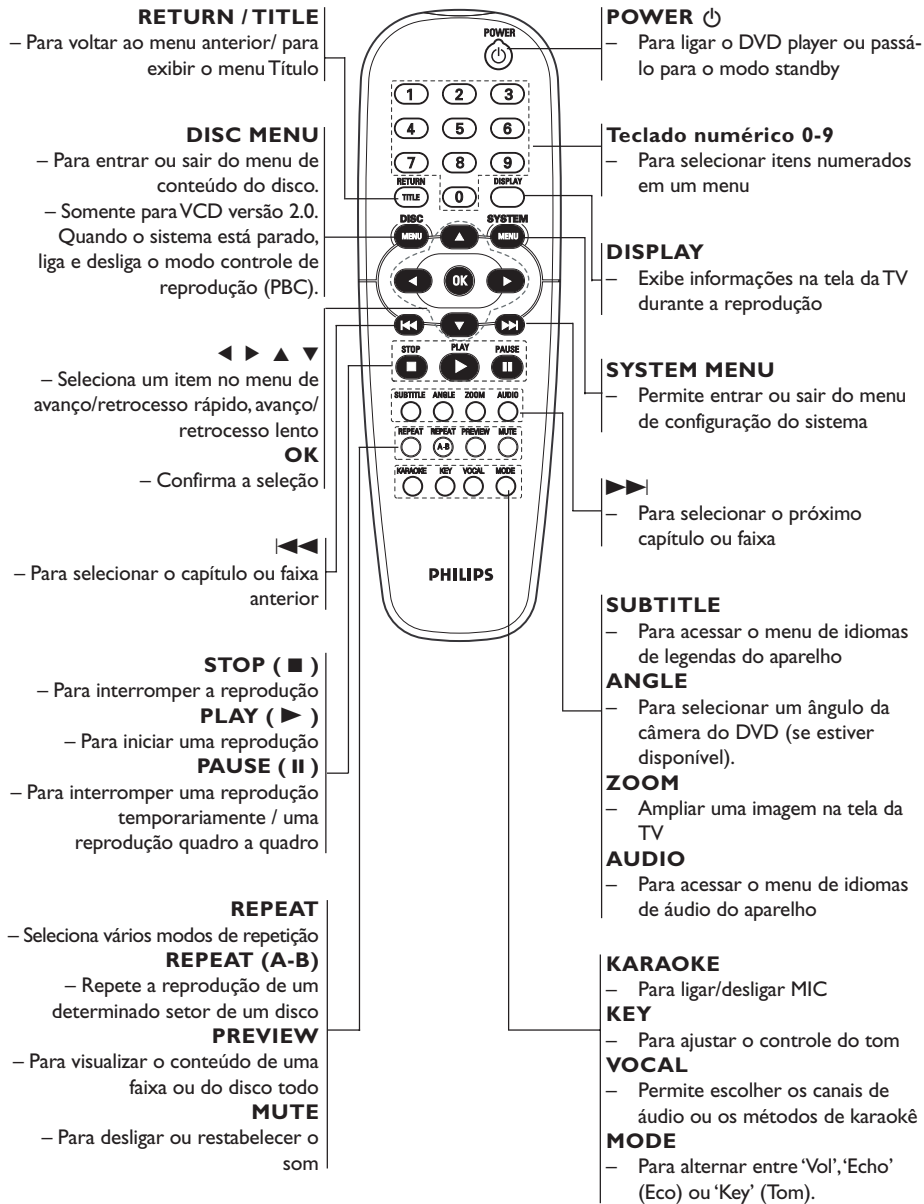 RETURN / TITLE
– Para voltar ao menu anterior/ para
exibir o menu Título
DISC MENU
– Para entrar ou sair do menu de
conteúdo do disco.
– Somente para VCD versão 2.0.
Quando o sistema está parado,
liga e desliga o modo controle de
reprodução (PBC).
◀ ▶ ▲ ▼
– Seleciona um item no menu de
avanço/retrocesso rápido, avanço/
retrocesso lento
OK
– Confirma a seleção
|◀◀
– Para selecionar o capítulo ou faixa
anterior
STOP ( ■ )
– Para interromper a reprodução
PLAY ( ▶ )
– Para iniciar uma reprodução
PAUSE ( II )
– Para interromper uma reprodução
temporariamente / uma
reprodução quadro a quadro
REPEAT
– Seleciona vários modos de repetição
REPEAT (A-B)
– Repete a reprodução de um
determinado setor de um disco
PREVIEW
– Para visualizar o conteúdo de uma
faixa ou do disco todo
MUTE
– Para desligar ou restabelecer o
som
POWER
1 2 3
4 5 6
7 8 9
RETURN DISPLAY
TITLE 0
DISC SYSTEM
MENU ▲ MENU
◀ OK ▶
|◀◀ ▼ ▶▶|
STOP PLAY PAUSE
■ ▶ II
SUBTITLE ANGLE ZOOM AUDIO
REPEAT REPEAT PREVIEW MUTE
A-B
KARAOKE KEY VOCAL MODE
PHILIPS
POWER ⏻
– Para ligar o DVD player ou passá-
lo para o modo standby
Teclado numérico 0-9
– Para selecionar itens numerados
em um menu
DISPLAY
– Exibe informações na tela da TV
durante a reprodução
SYSTEM MENU
– Permite entrar ou sair do menu
de configuração do sistema
▶▶|
– Para selecionar o próximo
capítulo ou faixa
SUBTITLE
– Para acessar o menu de idiomas
de legendas do aparelho
ANGLE
– Para selecionar um ângulo da
câmera do DVD (se estiver
disponível).
ZOOM
– Ampliar uma imagem na tela da
TV
AUDIO
– Para acessar o menu de idiomas
de áudio do aparelho
KARAOKE
– Para ligar/desligar MIC
KEY
– Para ajustar o controle do tom
VOCAL
– Permite escolher os canais de
áudio ou os métodos de karaokê
MODE
– Para alternar entre ‘Vol’, ‘Echo’
(Eco) ou ‘Key’ (Tom).